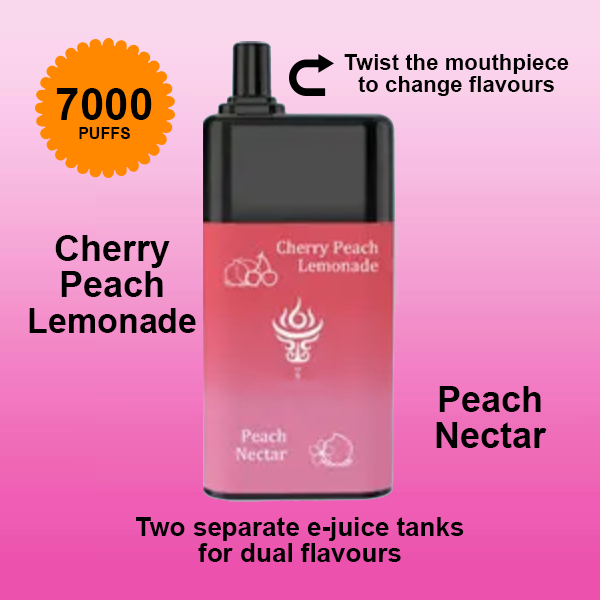 7000
PUFFS
Twist the mouthpiece
to change flavours
Cherry
Peach
Lemonade
Cherry Peach
Lemonade
Peach
Nectar
Peach
Nectar
Two separate e-juice tanks
for dual flavours